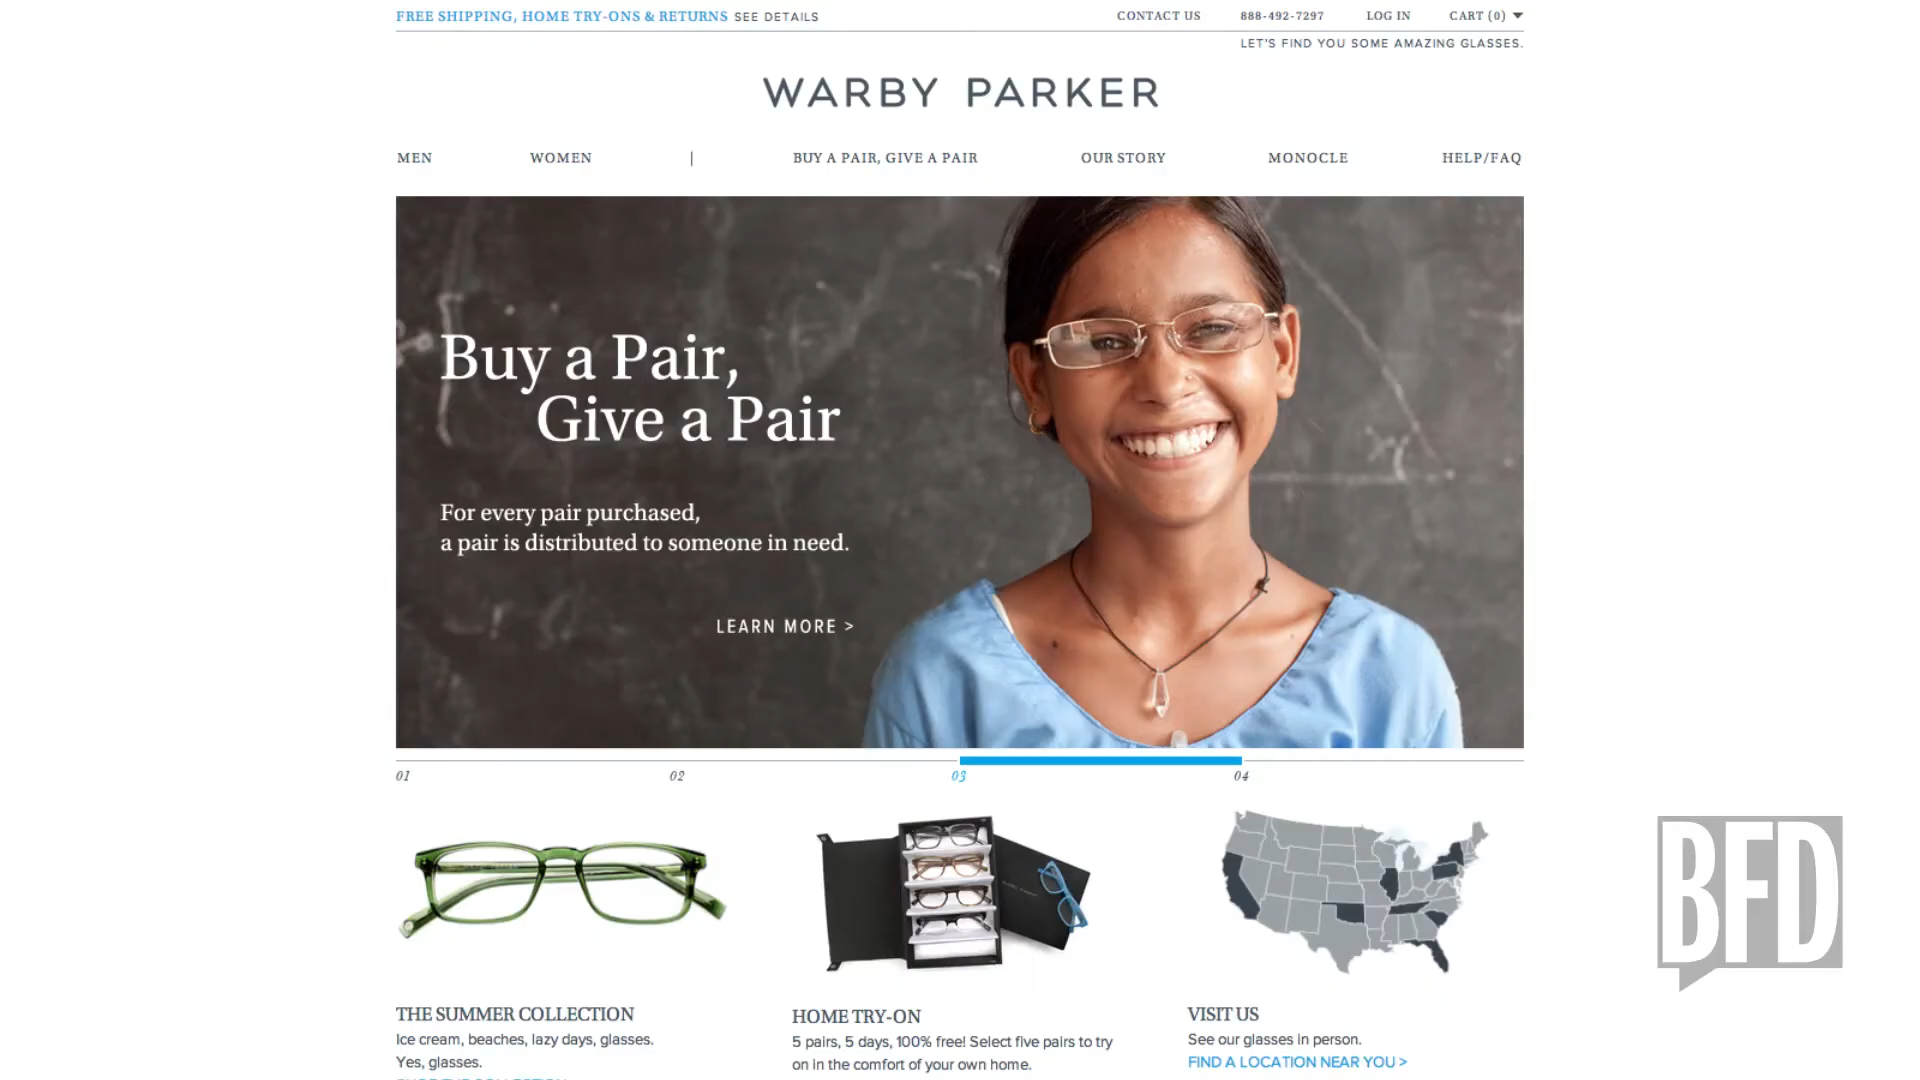 FREE SHIPPING, HOME TRY-ONS & RETURNS SEE DETAILS
CONTACT US 888-492-7297 LOG IN CART (0)
LET'S FIND YOU SOME AMAZING GLASSES.
WARBY PARKER
MEN WOMEN | BUY A PAIR, GIVE A PAIR OUR STORY MONOCLE HELP/FAQ
Buy a Pair,
Give a Pair
For every pair purchased,
a pair is distributed to someone in need.
LEARN MORE >
01 02 03 04
BFD
THE SUMMER COLLECTION
Ice cream, beaches, lazy days, glasses.
Yes, glasses.
HOME TRY-ON
5 pairs, 5 days, 100% free! Select five pairs to try
on in the comfort of your own home.
VISIT US
See our glasses in person.
FIND A LOCATION NEAR YOU >